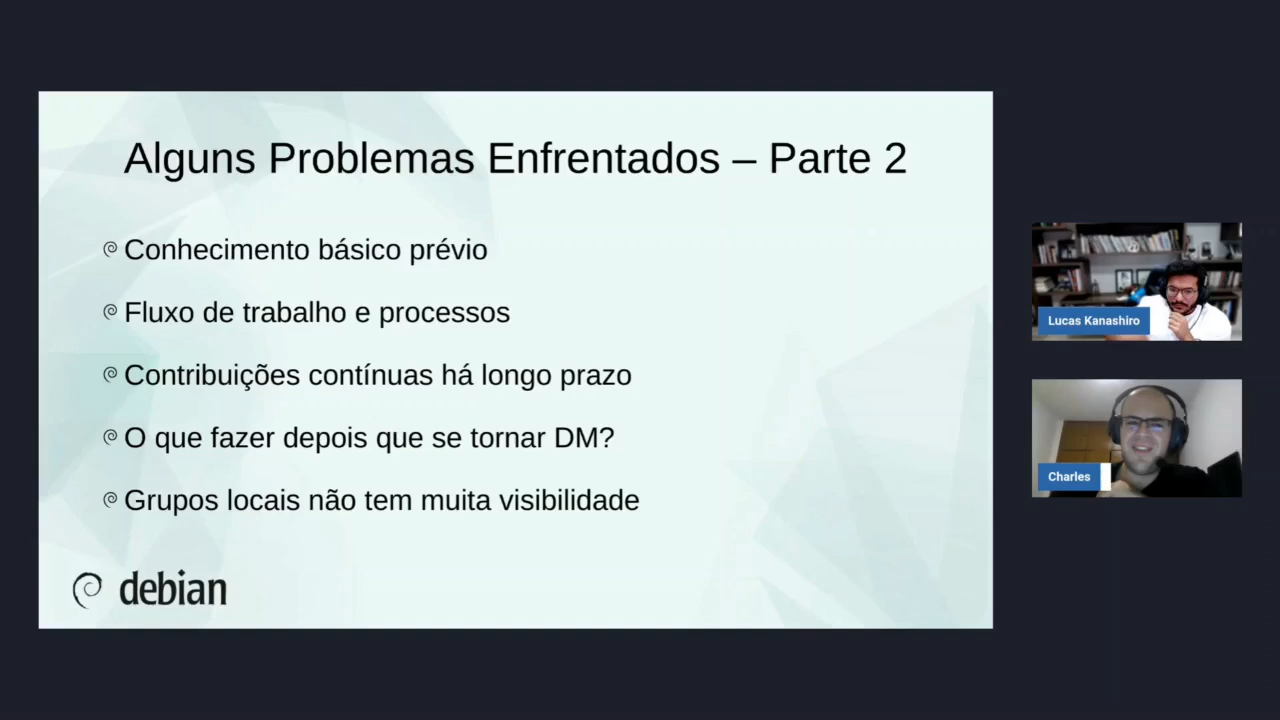 Alguns Problemas Enfrentados – Parte 2
Conhecimento básico prévio
Fluxo de trabalho e processos
Contribuições contínuas há longo prazo
O que fazer depois que se tornar DM?
Grupos locais não tem muita visibilidade
debian
Lucas Kanashiro
Charles